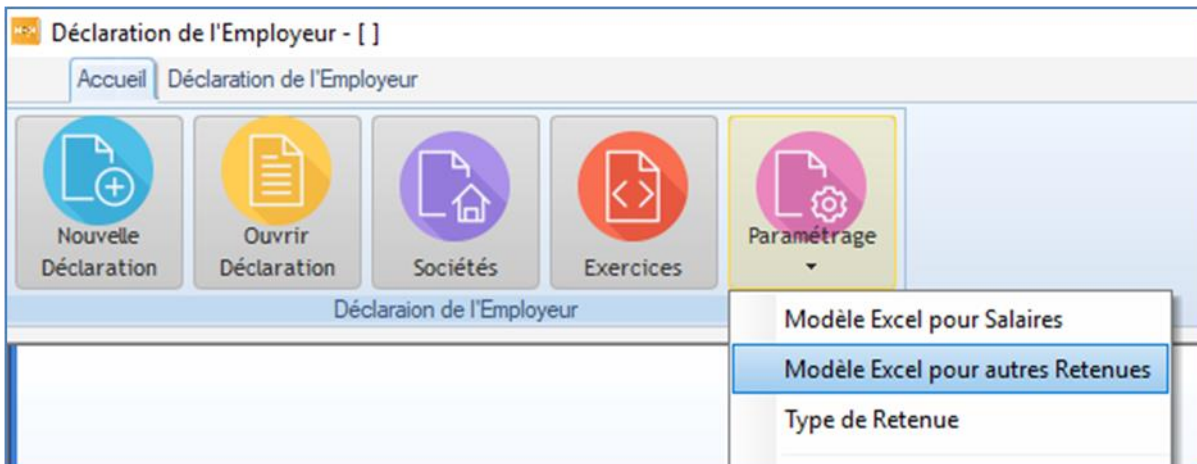 Déclaration de l'Employeur - [ ]
Accueil Déclaration de l'Employeur
Nouvelle Déclaration
Ouvrir Déclaration
Sociétés
Exercices
Paramétrage
Déclaraion de l'Employeur
Modèle Excel pour Salaires
Modèle Excel pour autres Retenues
Type de Retenue